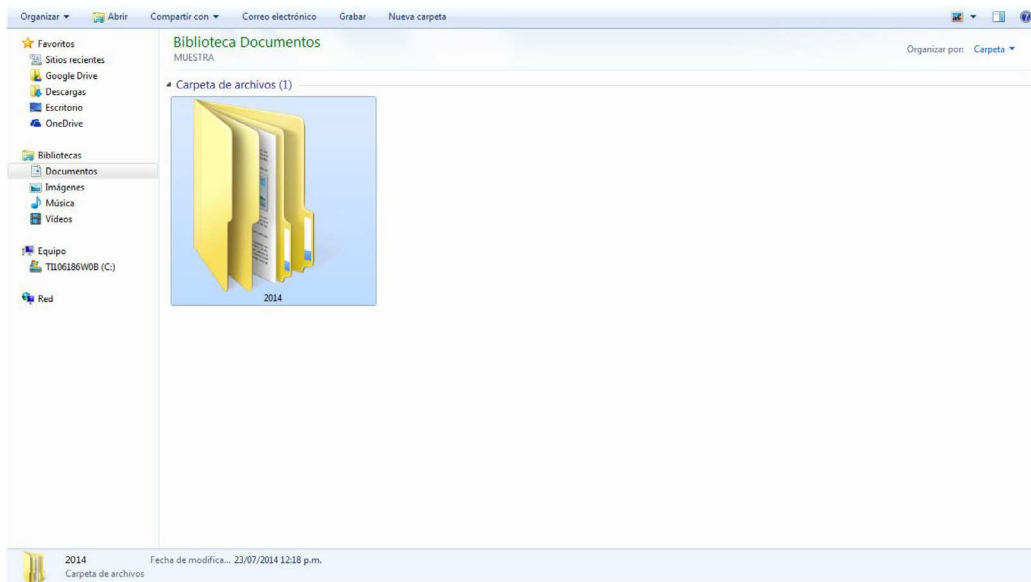 Organizar Abrir Compartir con Correo electrónico Grabar Nueva carpeta
Favoritos
Sitios recientes
Google Drive
Descargas
Escritorio
OneDrive
Bibliotecas
Documentos
Imágenes
Música
Vídeos
Equipo
TI106186W0B (C:)
Red
Biblioteca Documentos
MUESTRA
Organizar por: Carpeta
Carpeta de archivos (1)
2014
2014 Fecha de modifica... 23/07/2014 12:18 p.m.
Carpeta de archivos